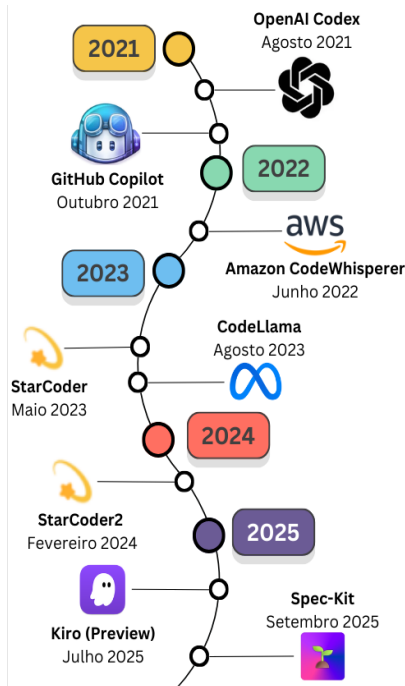 2021
OpenAI Codex
Agosto 2021
GitHub Copilot
Outubro 2021
2022
aws
Amazon CodeWhisperer
Junho 2022
2023
StarCoder
Maio 2023
CodeLlama
Agosto 2023
2024
StarCoder2
Fevereiro 2024
2025
Kiro (Preview)
Julho 2025
Spec-Kit
Setembro 2025